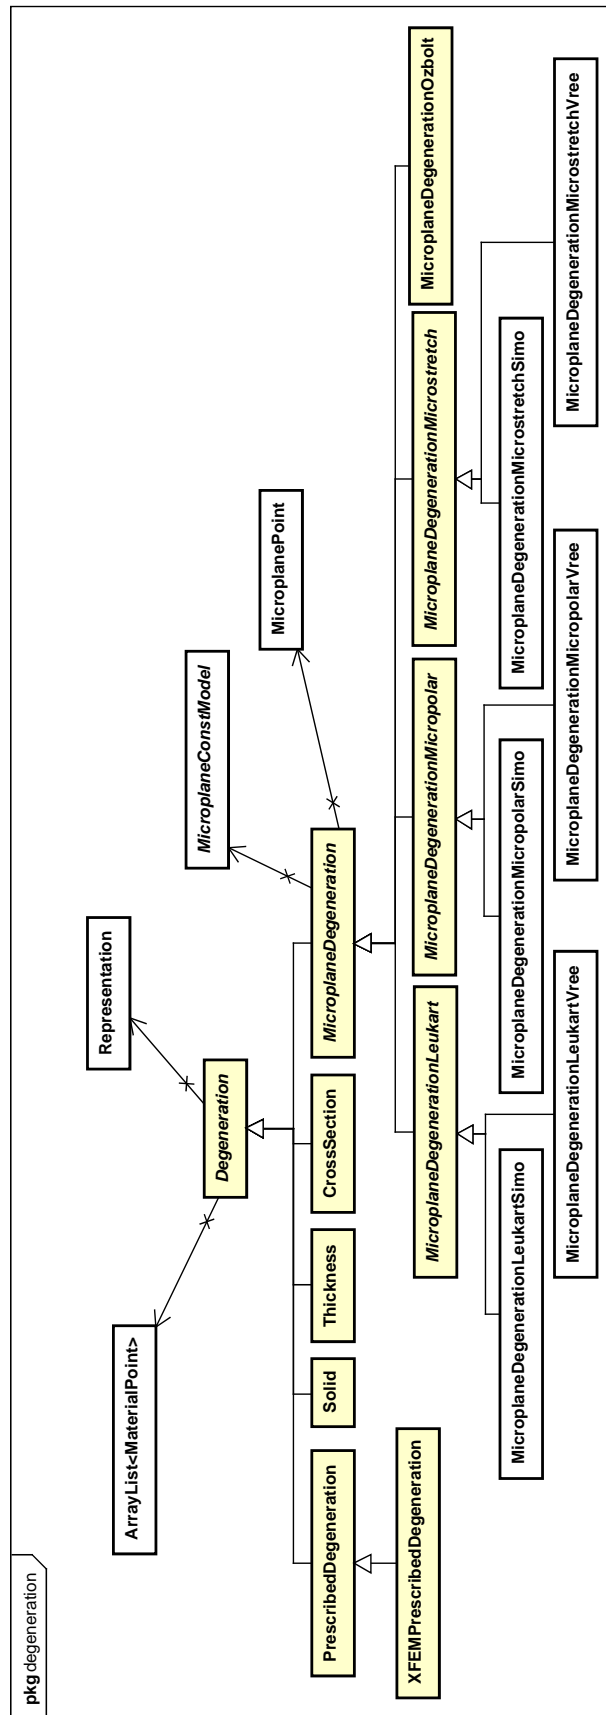 pkg degeneration
ArrayList<MaterialPoint>
Representation
Degeneration
MicroplaneConstModel
MicroplanePoint
PrescribedDegeneration
Solid
Thickness
CrossSection
MicroplaneDegeneration
XFEMPrescribedDegeneration
MicroplaneDegenerationLeukart
MicroplaneDegenerationMicropolar
MicroplaneDegenerationMicrostretch
MicroplaneDegenerationOzbolt
MicroplaneDegenerationLeukartSimo
MicroplaneDegenerationMicropolarSimo
MicroplaneDegenerationMicrostretchSimo
MicroplaneDegenerationLeukartVree
MicroplaneDegenerationMicropolarVree
MicroplaneDegenerationMicrostretchVree